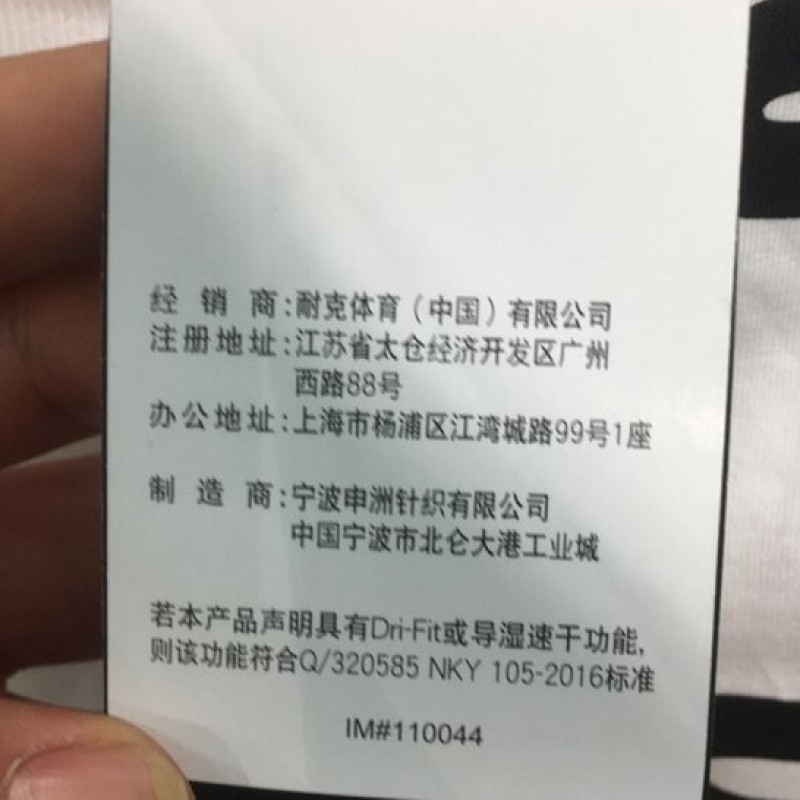 经销商:耐克体育(中国)有限公司
注册地址:江苏省太仓经济开发区广州
西路88号
办公地址:上海市杨浦区江湾城路99号1座
制造商:宁波申洲针织有限公司
中国宁波市北仑大港工业城
若本产品声明具有Dri-Fit或导湿速干功能,
则该功能符合Q/320585 NKY 105-2016标准
IM#110044